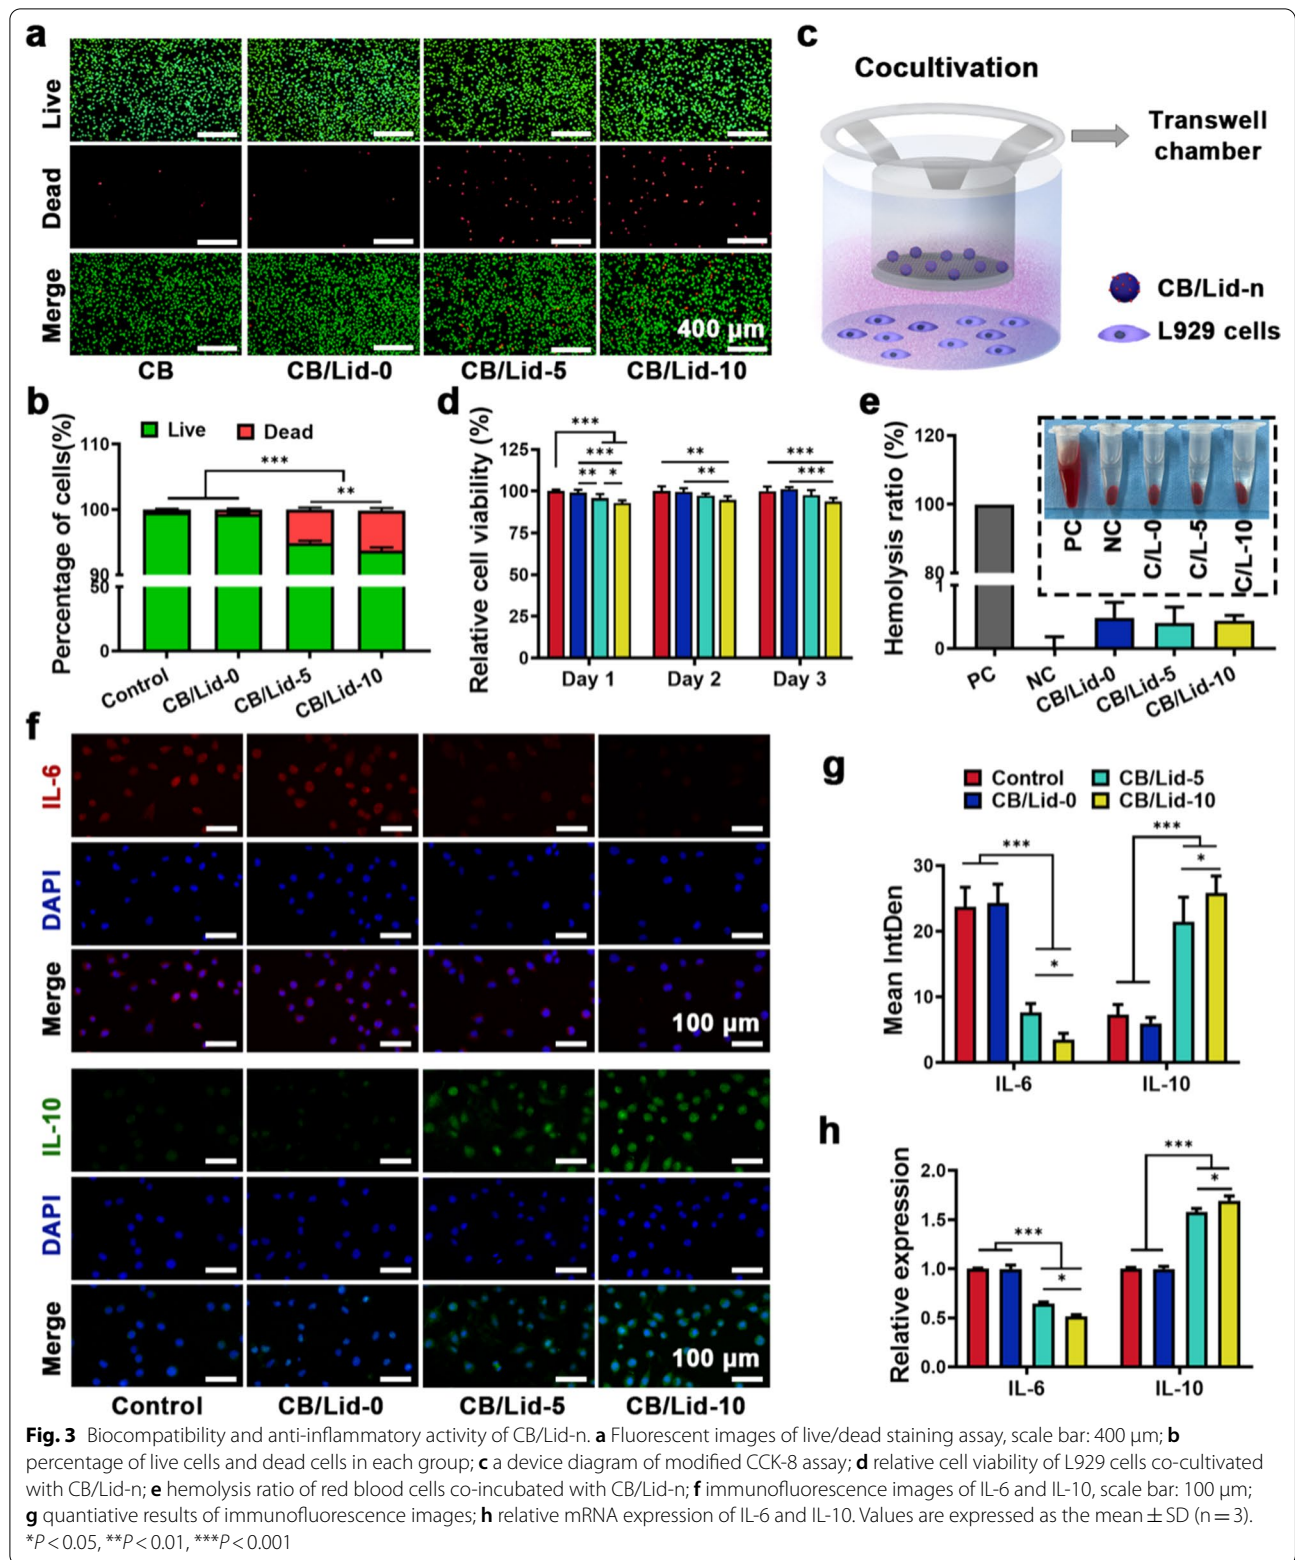 a
Live
Dead
Merge
400 µm
CB
CB/Lid-0
CB/Lid-5
CB/Lid-10
c
Cocultivation
Transwell
chamber
CB/Lid-n
L929 cells
b
Live
Dead
Percentage of cells(%)
110
100
90
50
0
***
**
Control
CB/Lid-0
CB/Lid-5
CB/Lid-10
d
Relative cell viability (%)
125
100
75
50
25
0
***
***
** *
**
**
***
***
Day 1
Day 2
Day 3
e
Hemolysis ratio (%)
120
100
80
1
0
PC
NC
C/L-0
C/L-5
C/L-10
PC
NC
CB/Lid-0
CB/Lid-5
CB/Lid-10
f
IL-6
DAPI
Merge
100 µm
IL-10
DAPI
Merge
100 µm
Control
CB/Lid-0
CB/Lid-5
CB/Lid-10
g
Control
CB/Lid-5
CB/Lid-0
CB/Lid-10
Mean IntDen
30
20
10
0
***
*
***
*
IL-6
IL-10
h
Relative expression
2.0
1.5
1.0
0.5
0.0
***
*
***
*
IL-6
IL-10
Fig. 3 Biocompatibility and anti-inflammatory activity of CB/Lid-n. a Fluorescent images of live/dead staining assay, scale bar: 400 µm; b
percentage of live cells and dead cells in each group; c a device diagram of modified CCK-8 assay; d relative cell viability of L929 cells co-cultivated
with CB/Lid-n; e hemolysis ratio of red blood cells co-incubated with CB/Lid-n; f immunofluorescence images of IL-6 and IL-10, scale bar: 100 µm;
g quantiative results of immunofluorescence images; h relative mRNA expression of IL-6 and IL-10. Values are expressed as the mean ± SD (n = 3).
*P < 0.05, **P < 0.01, ***P < 0.001